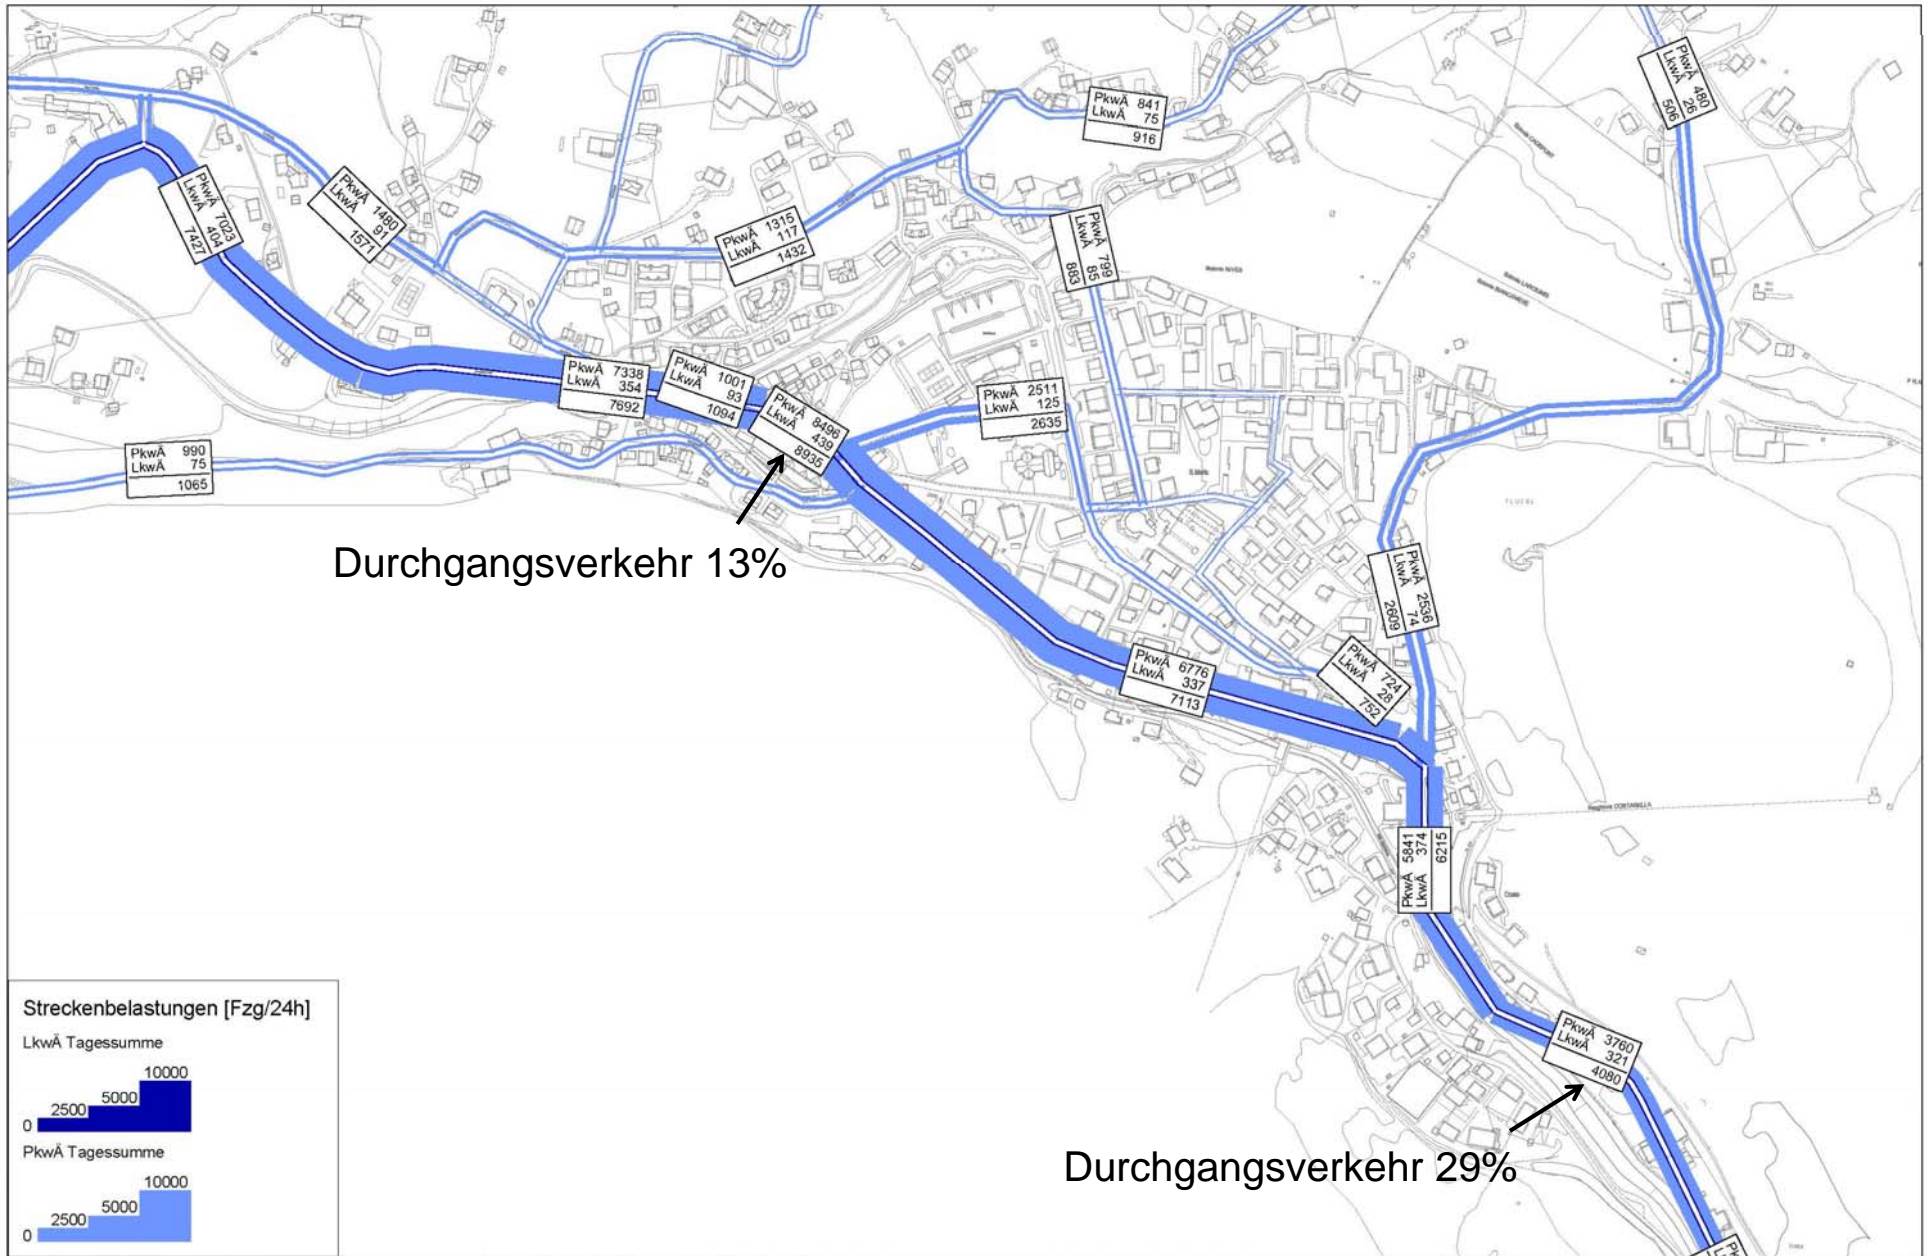 PkwÄ 480
LkwÄ 26
506
PkwÄ 841
LkwÄ 75
916
PkwÄ 7023
LkwÄ 404
7427
PkwÄ 1480
LkwÄ 91
1571
PkwÄ 1315
LkwÄ 117
1432
PkwÄ 799
LkwÄ 85
883
PkwÄ 7338
LkwÄ 354
7692
PkwÄ 1001
LkwÄ 93
1094
PkwÄ 8496
LkwÄ 439
8935
PkwÄ 2511
LkwÄ 125
2635
PkwÄ 990
LkwÄ 75
1065
FLUEBL
Durchgangsverkehr 13%
PkwÄ 2536
LkwÄ 74
2609
PkwÄ 6776
LkwÄ 337
7113
PkwÄ 724
LkwÄ 28
752
PkwÄ 5841
LkwÄ 374
6215
PkwÄ 3760
LkwÄ 321
4080
Durchgangsverkehr 29%
Streckenbelastungen [Fzg/24h]
LkwÄ Tagessumme
0 2500 5000 10000
PkwÄ Tagessumme
0 2500 5000 10000